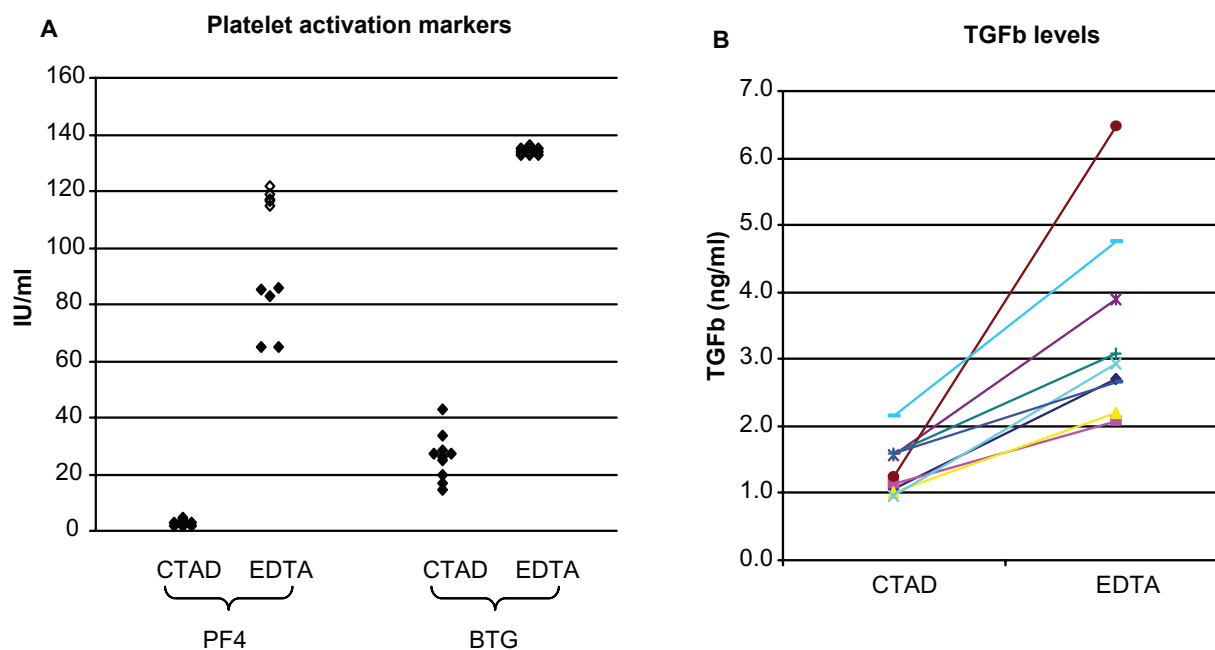 A
Platelet activation markers
IU/ml
160
140
120
100
80
60
40
20
0
CTAD EDTA CTAD EDTA
PF4 BTG
B
TGFb levels
TGFb (ng/ml)
7.0
6.0
5.0
4.0
3.0
2.0
1.0
0.0
CTAD EDTA